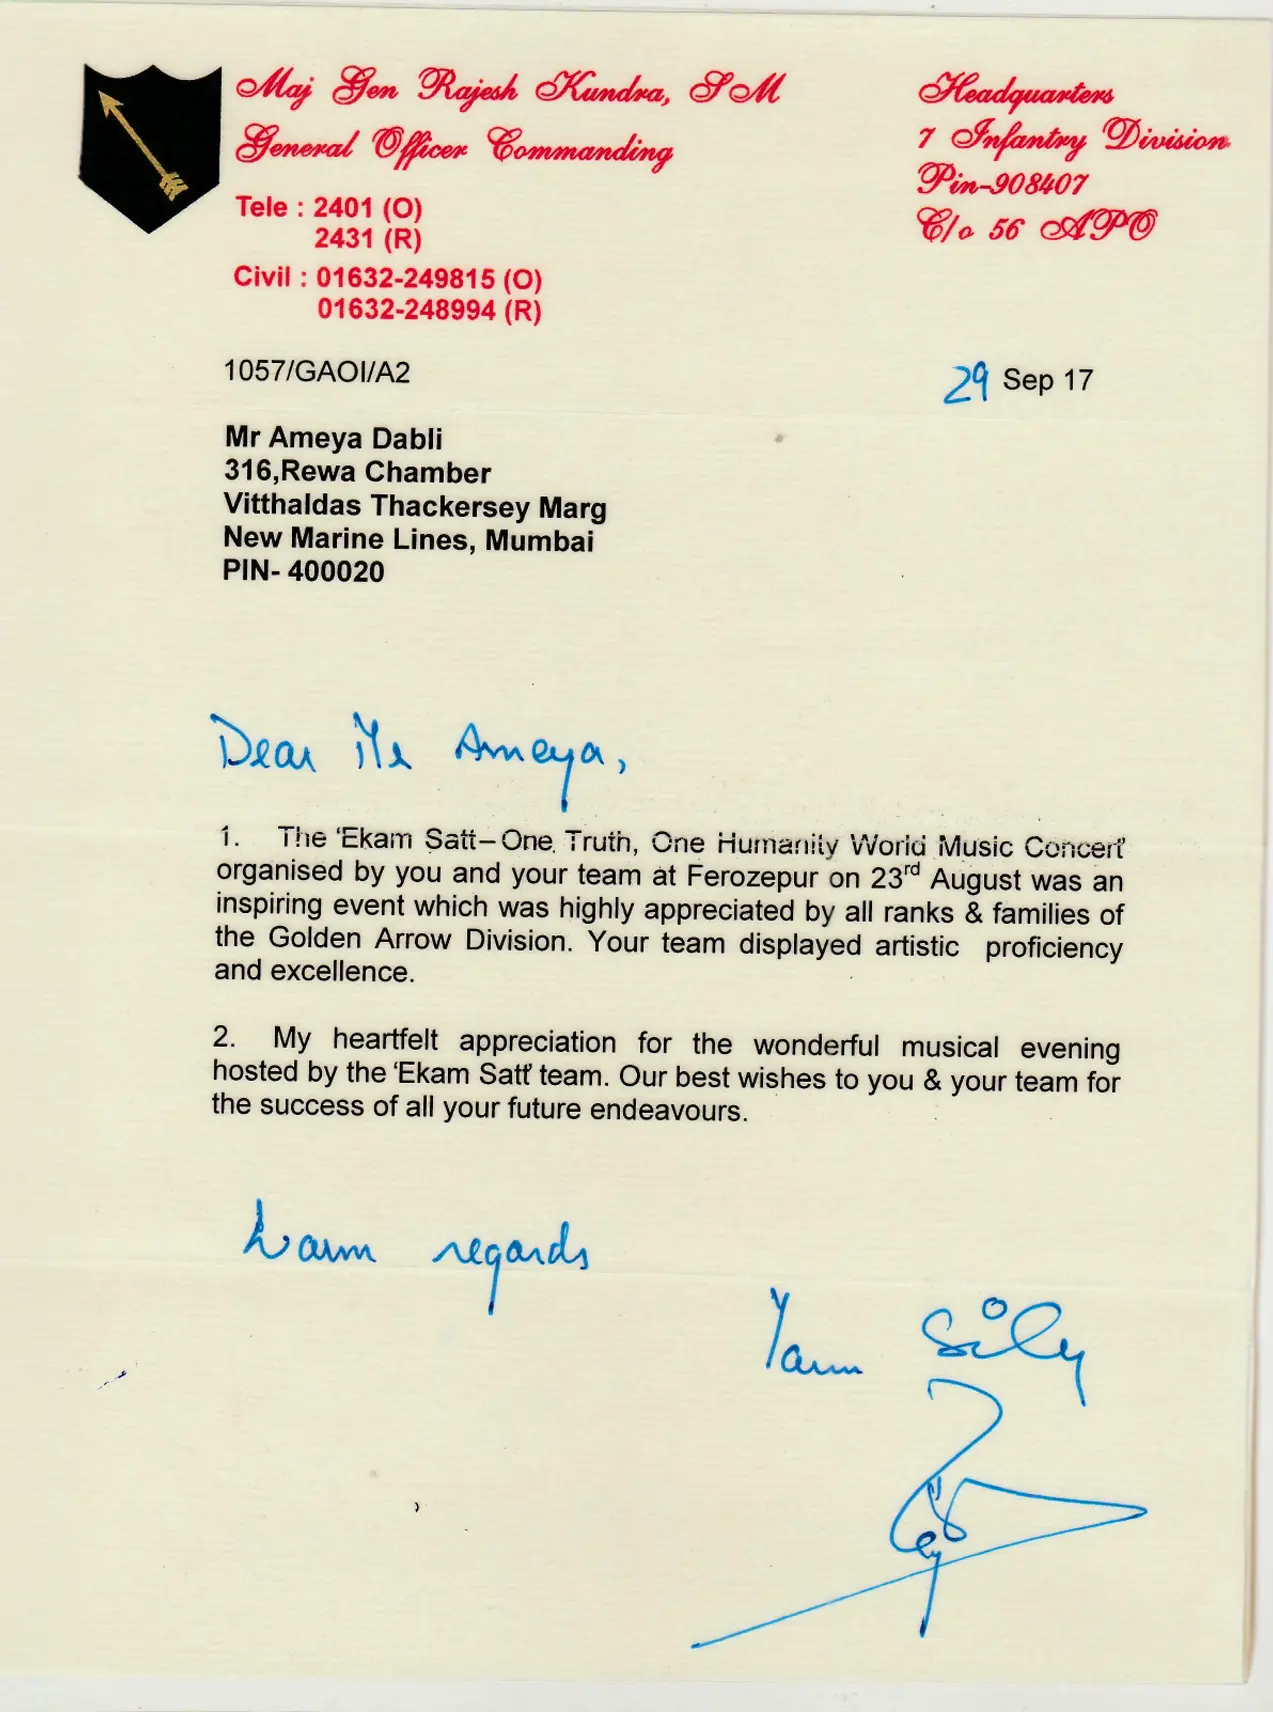 Maj Gen Rajesh Kundra, SM
General Officer Commanding
Tele : 2401 (O)
2431 (R)
Civil : 01632-249815 (O)
01632-248994 (R)
Headquarters
7 Infantry Division
Pin-908407
C/o 56 APO
1057/GAOI/A2
29 Sep 17
Mr Ameya Dabli
316,Rewa Chamber
Vitthaldas Thackersey Marg
New Marine Lines, Mumbai
PIN- 400020
Dear Mr Ameya,
1. The 'Ekam Satt–One Truth, One Humanity World Music Concert'
organised by you and your team at Ferozepur on 23rd August was an
inspiring event which was highly appreciated by all ranks & families of
the Golden Arrow Division. Your team displayed artistic proficiency
and excellence.
2. My heartfelt appreciation for the wonderful musical evening
hosted by the 'Ekam Satt' team. Our best wishes to you & your team for
the success of all your future endeavours.
Warm regards